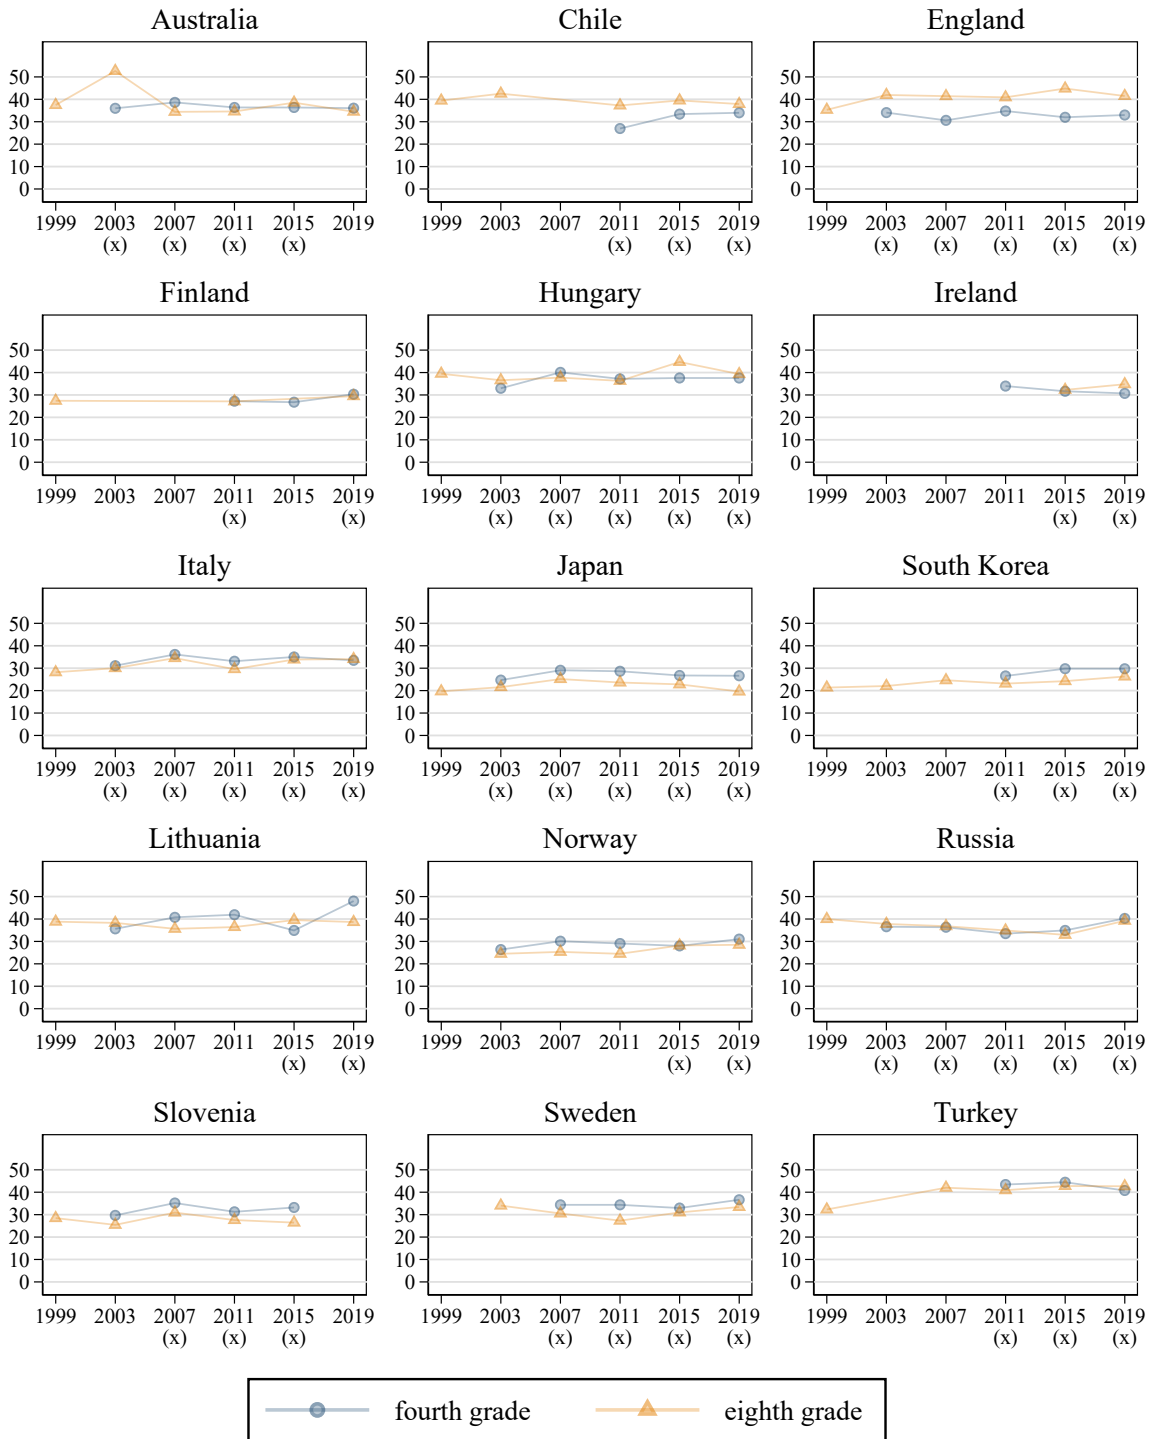 Australia Chile England
50 50 50
40 40 40
30 30 30
20 20 20
10 10 10
0 0 0
1999 2003 2007 2011 2015 2019 1999 2003 2007 2011 2015 2019 1999 2003 2007 2011 2015 2019
(x) (x) (x) (x) (x) (x) (x) (x) (x) (x) (x) (x)
Finland Hungary Ireland
50 50 50
40 40 40
30 30 30
20 20 20
10 10 10
0 0 0
1999 2003 2007 2011 2015 2019 1999 2003 2007 2011 2015 2019 1999 2003 2007 2011 2015 2019
(x) (x) (x) (x) (x) (x) (x) (x) (x)
Italy Japan South Korea
50 50 50
40 40 40
30 30 30
20 20 20
10 10 10
0 0 0
1999 2003 2007 2011 2015 2019 1999 2003 2007 2011 2015 2019 1999 2003 2007 2011 2015 2019
(x) (x) (x) (x) (x) (x) (x) (x) (x) (x) (x) (x) (x)
Lithuania Norway Russia
50 50 50
40 40 40
30 30 30
20 20 20
10 10 10
0 0 0
1999 2003 2007 2011 2015 2019 1999 2003 2007 2011 2015 2019 1999 2003 2007 2011 2015 2019
(x) (x) (x) (x) (x) (x) (x) (x) (x)
Slovenia Sweden Turkey
50 50 50
40 40 40
30 30 30
20 20 20
10 10 10
0 0 0
1999 2003 2007 2011 2015 2019 1999 2003 2007 2011 2015 2019 1999 2003 2007 2011 2015 2019
(x) (x) (x) (x) (x) (x) (x) (x) (x) (x)
fourth grade eighth grade